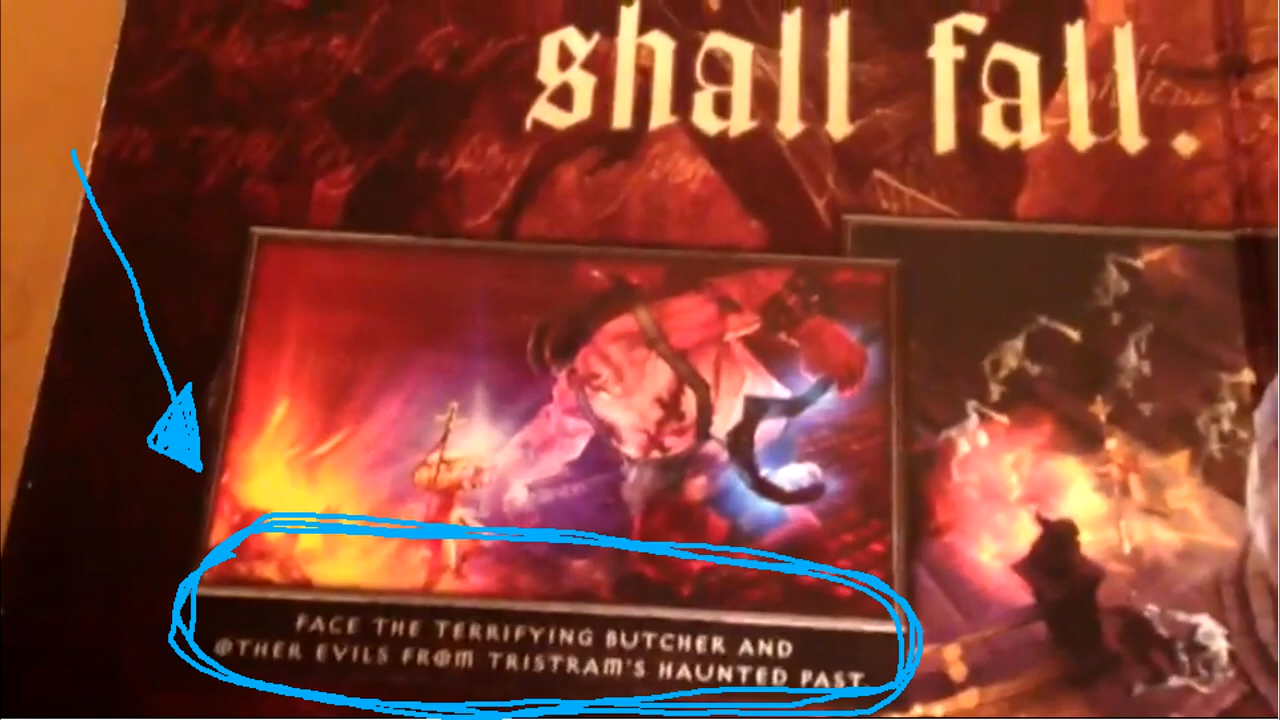 shall fall.
FACE THE TERRIFYING BUTCHER AND
OTHER EVILS FROM TRISTRAM'S HAUNTED PAST